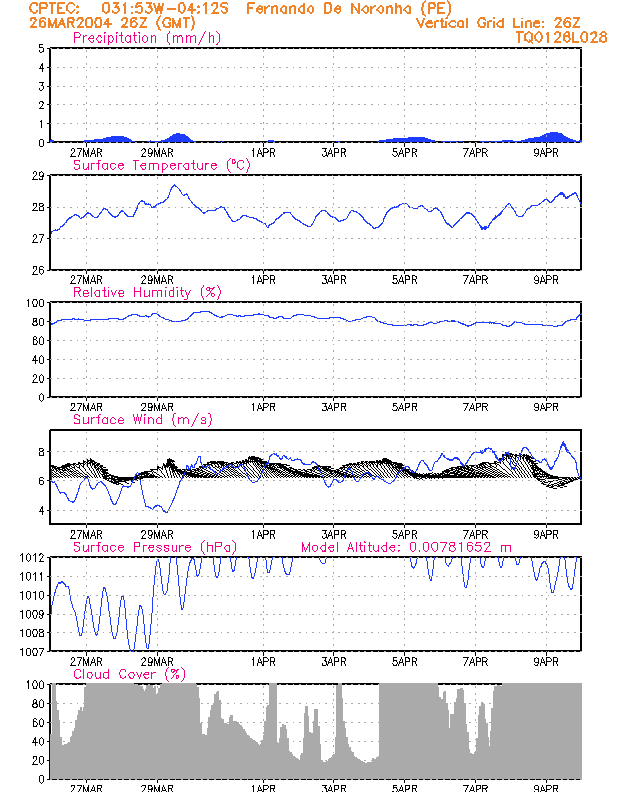 CPTEC: 031:53W-04:12S Fernando De Noronha (PE)
26MAR2004 26Z (GMT) Vertical Grid Line: 26Z
Precipitation (mm/h) TQ0126L028
5
4
3
2
1
0
27MAR 29MAR 1APR 3APR 5APR 7APR 9APR
Surface Temperature (°C)
29
28
27
26
27MAR 29MAR 1APR 3APR 5APR 7APR 9APR
Relative Humidity (%)
100
80
60
40
20
0
27MAR 29MAR 1APR 3APR 5APR 7APR 9APR
Surface Wind (m/s)
8
6
4
27MAR 29MAR 1APR 3APR 5APR 7APR 9APR
Surface Pressure (hPa) Model Altitude: 0.00781652 m
1012
1011
1010
1009
1008
1007
27MAR 29MAR 1APR 3APR 5APR 7APR 9APR
Cloud Cover (%)
100
80
60
40
20
0
27MAR 29MAR 1APR 3APR 5APR 7APR 9APR